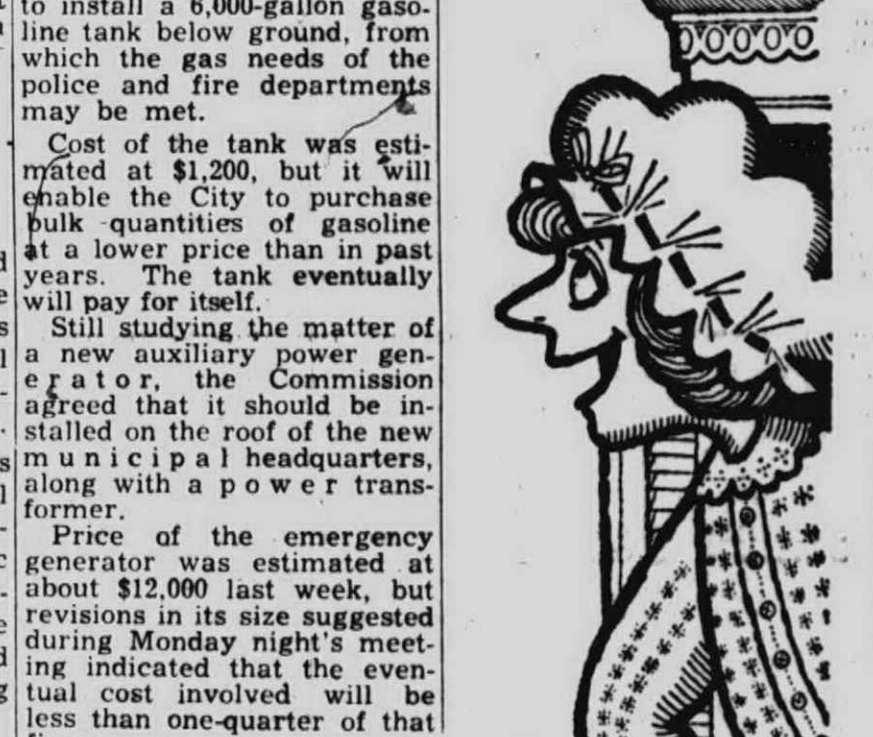 to install a 6,000-gallon gaso-
line tank below ground, from
which the gas needs of the
police and fire departments
may be met.
Cost of the tank was esti-
mated at $1,200, but it will
enable the City to purchase
bulk quantities of gasoline
at a lower price than in past
years. The tank eventually
will pay for itself.
Still studying the matter of
a new auxiliary power gen-
erator, the Commission
agreed that it should be in-
stalled on the roof of the new
municipal headquarters,
along with a power trans-
former.
Price of the emergency
generator was estimated at
about $12,000 last week, but
revisions in its size suggested
during Monday night's meet-
ing indicated that the even-
tual cost involved will be
less than one-quarter of that